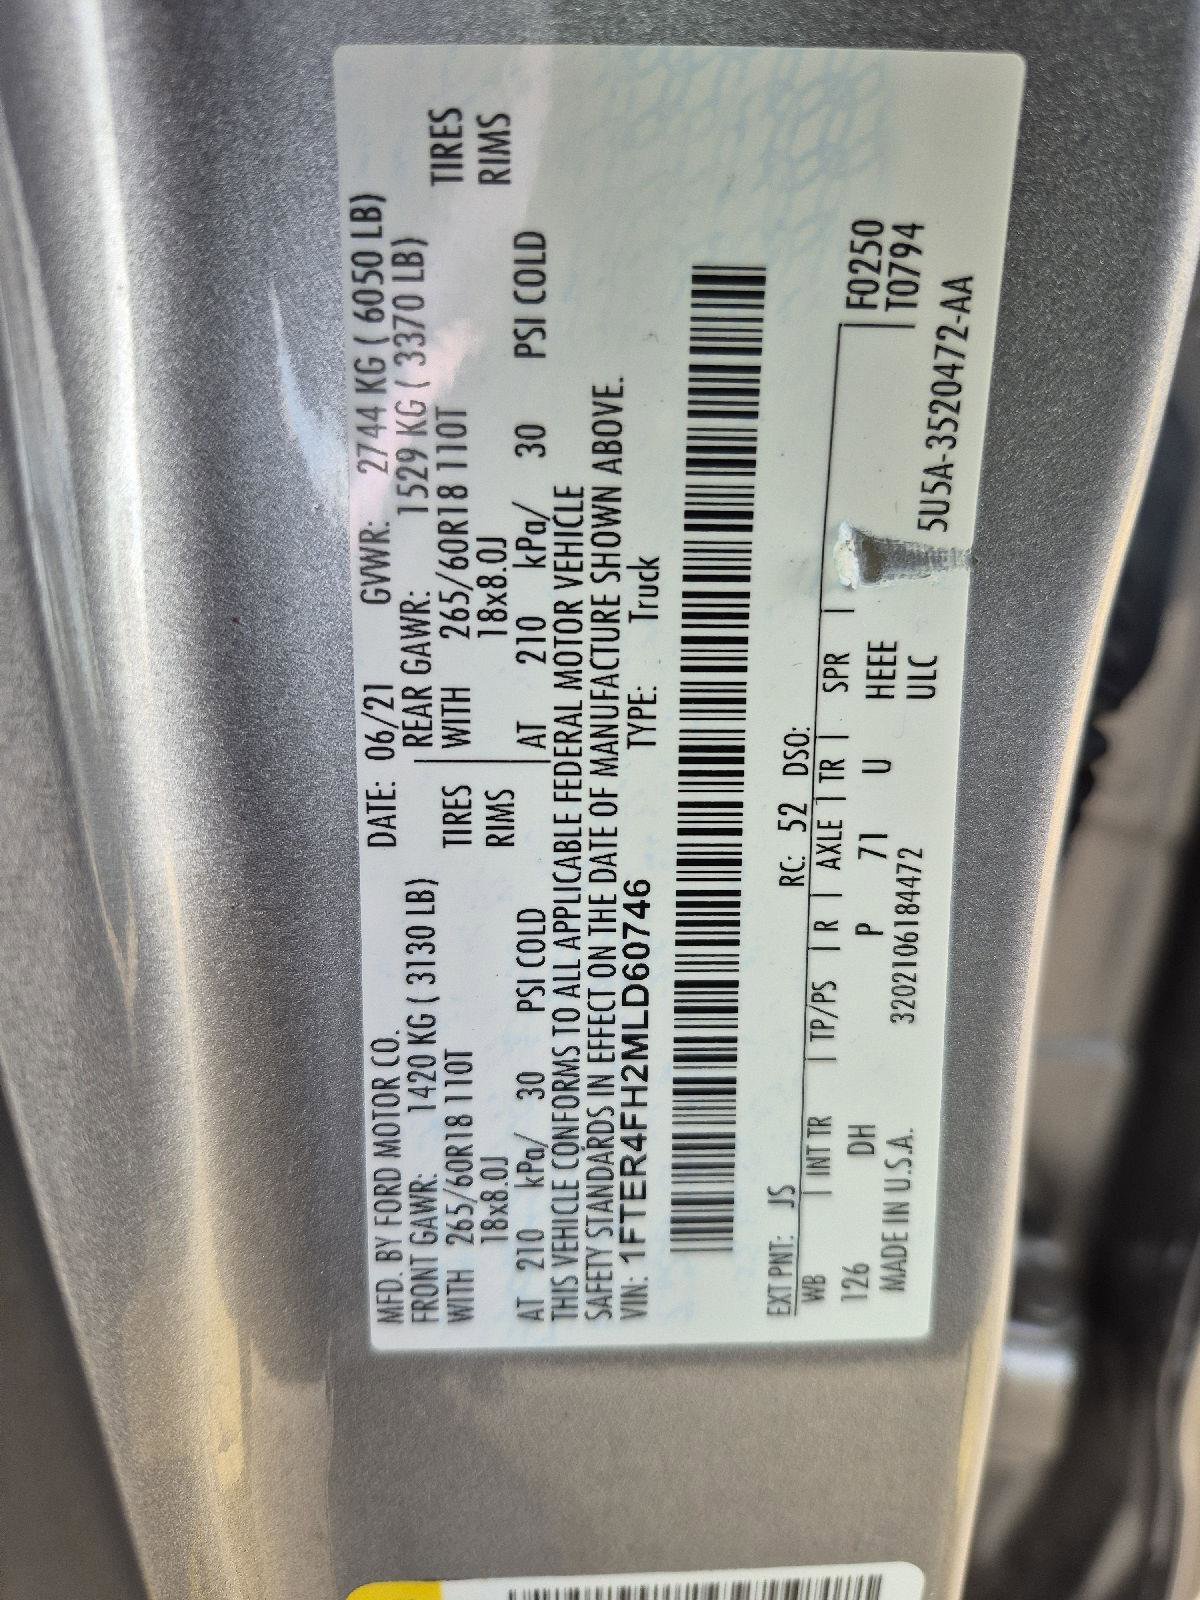 MFD. BY FORD MOTOR CO. DATE: 06/21 GVWR: 2744 KG ( 6050 LB)
FRONT GAWR: 1420 KG ( 3130 LB) REAR GAWR: 1529 KG ( 3370 LB)
WITH 265/60R18 110T TIRES WITH 265/60R18 110T TIRES
18x8.0J RIMS 18x8.0J RIMS
AT 210 kPa/ 30 PSI COLD AT 210 kPa/ 30 PSI COLD
THIS VEHICLE CONFORMS TO ALL APPLICABLE FEDERAL MOTOR VEHICLE
SAFETY STANDARDS IN EFFECT ON THE DATE OF MANUFACTURE SHOWN ABOVE.
VIN: 1FTER4FH2MLD60746 TYPE: Truck
EXT PNT: JS RC: 52 DSO:
WB | INT TR | TP/PS | R | AXLE | TR | SPR | F0250
126 DH P 71 U HEEE T0794
MADE IN U.S.A. 3202106184472 ULC 5U5A-3520472-AA